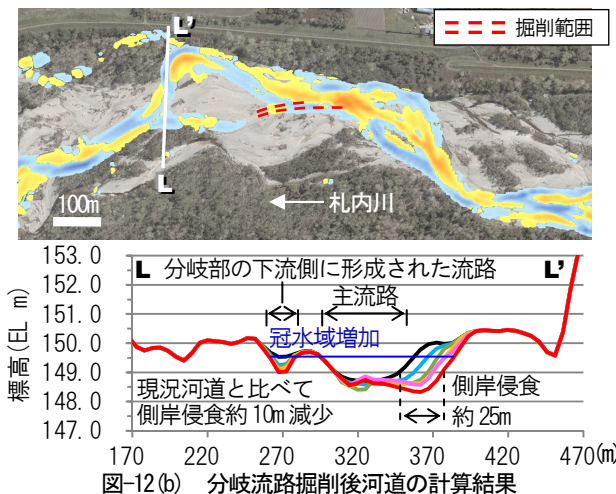 掘削範囲
L'
L
100m
札内川
L 分岐部の下流側に形成された流路 L'
主流路
冠水域増加
標高(EL m)
153.0
152.0
151.0
150.0
149.0
148.0
147.0
現況河道と比べて
側岸侵食約10m減少
側岸侵食
約25m
170 220 270 320 370 420 470(m)
図-12(b) 分岐流路掘削後河道の計算結果